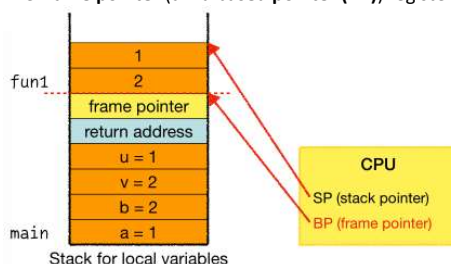 1
fun1
2
frame pointer
return address
u = 1
v = 2
b = 2
main
a = 1
Stack for local variables
CPU
SP (stack pointer)
BP (frame pointer)